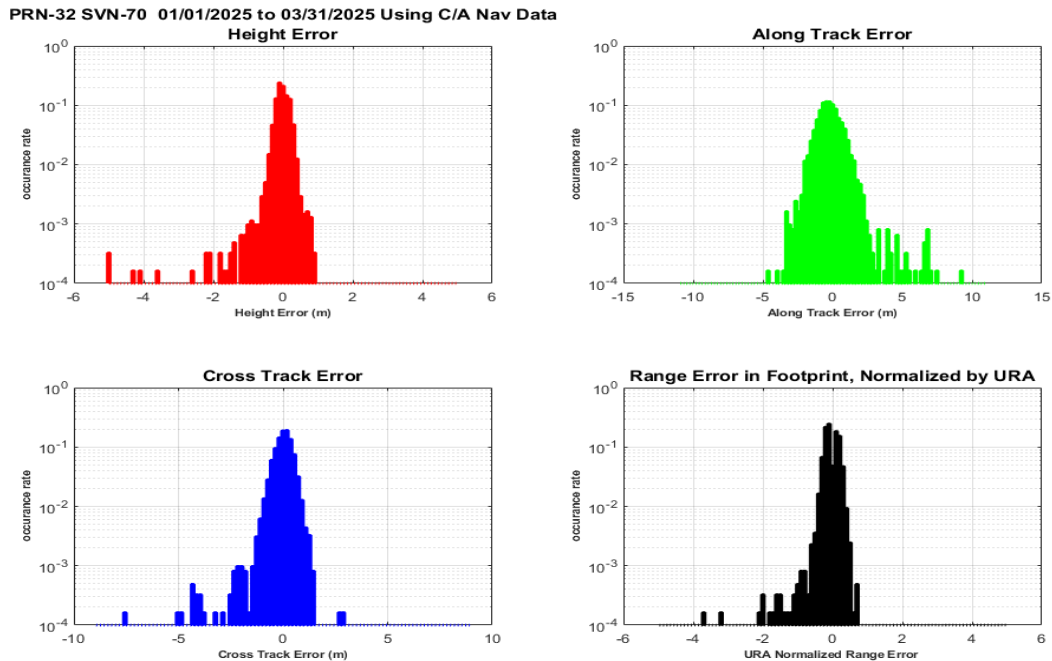 PRN-32 SVN-70 01/01/2025 to 03/31/2025 Using C/A Nav Data
Height Error
10^0
10^-1
10^-2
10^-3
10^-4
occurance rate
-6 -4 -2 0 2 4 6
Height Error (m)
Along Track Error
10^0
10^-1
10^-2
10^-3
10^-4
occurance rate
-15 -10 -5 0 5 10 15
Along Track Error (m)
Cross Track Error
10^0
10^-1
10^-2
10^-3
10^-4
occurance rate
-10 -5 0 5 10
Cross Track Error (m)
Range Error in Footprint, Normalized by URA
10^0
10^-1
10^-2
10^-3
10^-4
occurance rate
-6 -4 -2 0 2 4 6
URA Normalized Range Error